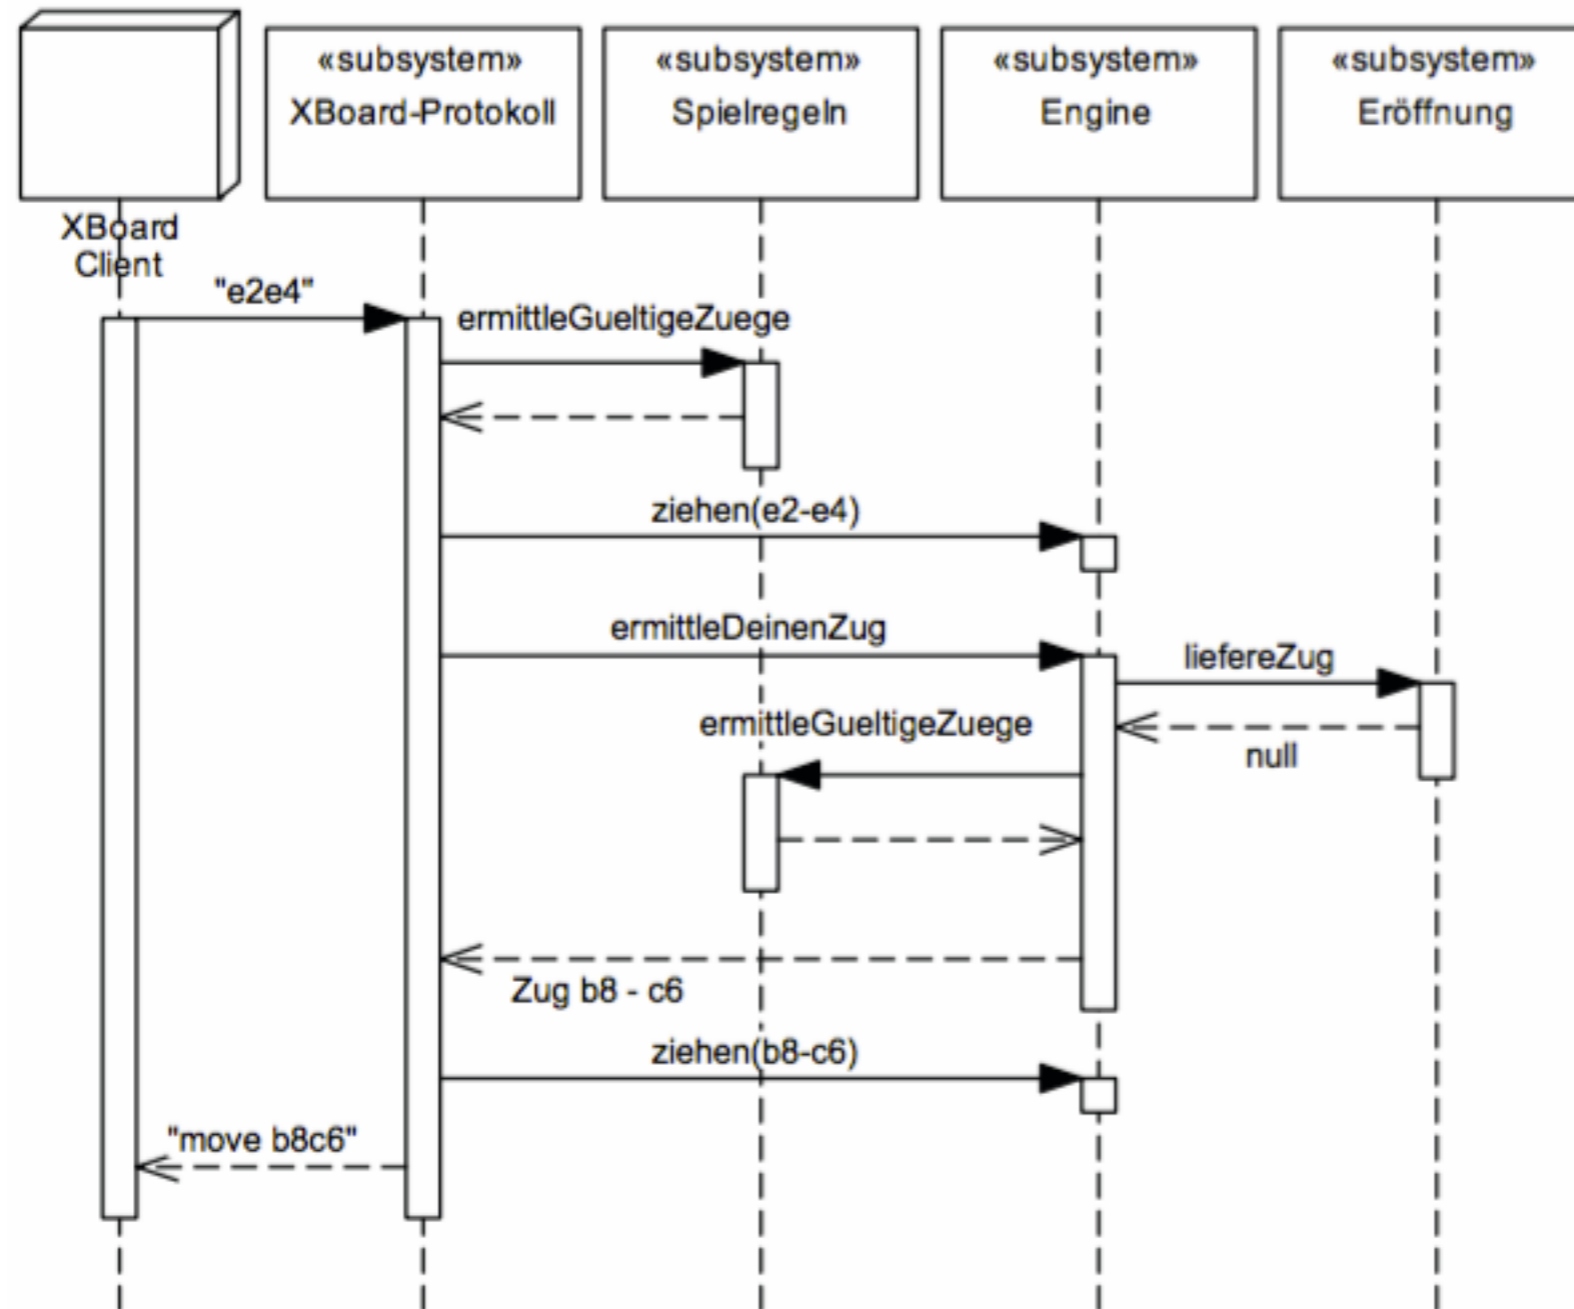 «subsystem»
XBoard-Protokoll
«subsystem»
Spielregeln
«subsystem»
Engine
«subsystem»
Eröffnung
XBoard
Client
"e2e4"
ermittleGueltigeZuege
ziehen(e2-e4)
ermittleDeinenZug
liefereZug
ermittleGueltigeZuege
null
Zug b8 - c6
ziehen(b8-c6)
"move b8c6"